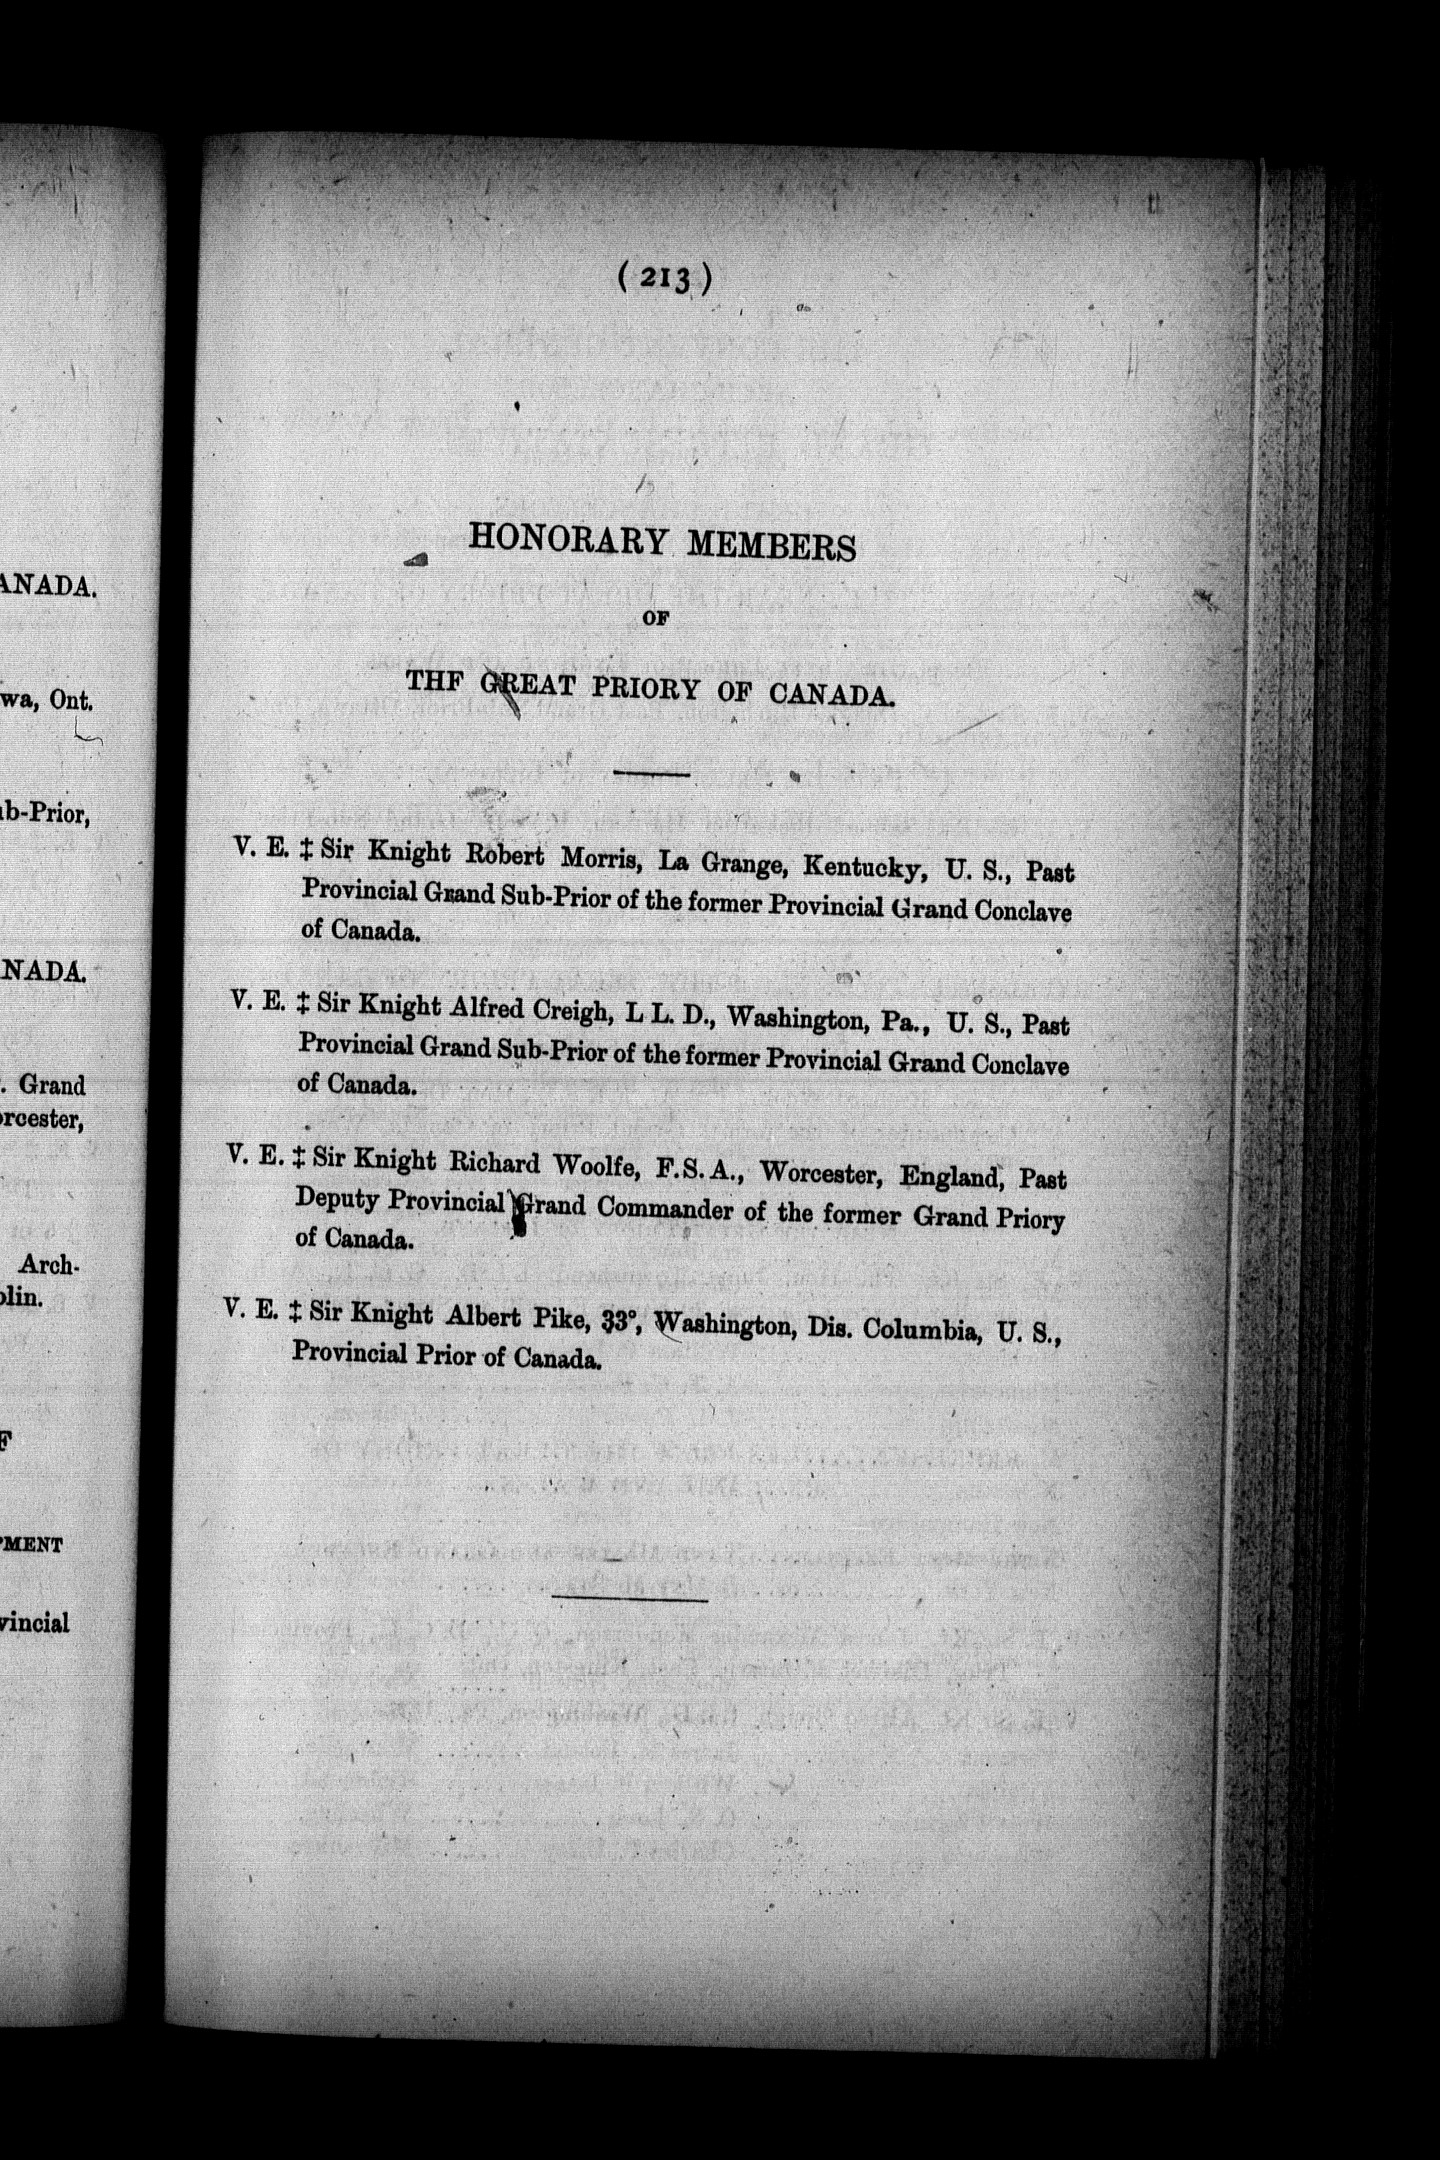 ANADA.
wa, Ont.
ub-Prior,
NADA.
. Grand
orcester,
Arch-
blin.
F
PMENT
vincial
( 213 )
HONORARY MEMBERS
OF
THF GREAT PRIORY OF CANADA.
V. E. ‡ Sir Knight Robert Morris, La Grange, Kentucky, U. S., Past
Provincial Grand Sub-Prior of the former Provincial Grand Conclave
of Canada.
V. E. ‡ Sir Knight Alfred Creigh, L L. D., Washington, Pa., U. S., Past
Provincial Grand Sub-Prior of the former Provincial Grand Conclave
of Canada.
V. E. ‡ Sir Knight Richard Woolfe, F.S.A., Worcester, England, Past
Deputy Provincial Grand Commander of the former Grand Priory
of Canada.
V. E. ‡ Sir Knight Albert Pike, 33°, Washington, Dis. Columbia, U. S.,
Provincial Prior of Canada.